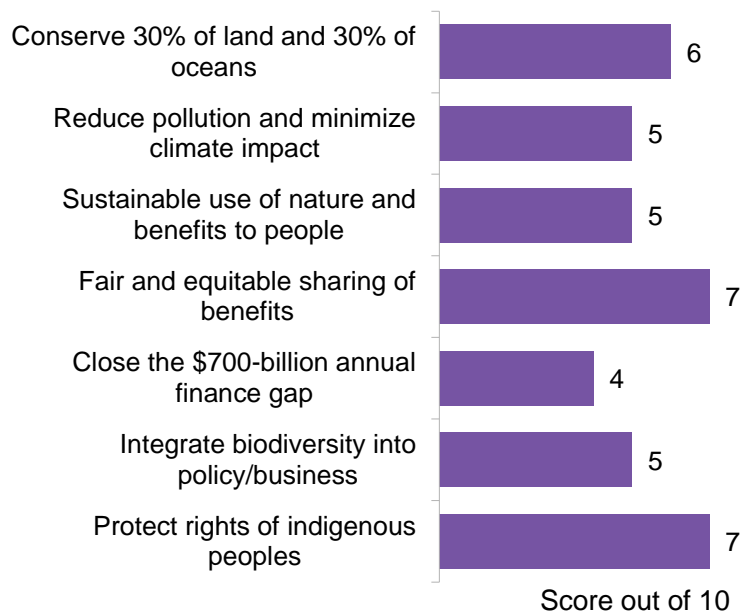 Conserve 30% of land and 30% of
oceans
6
Reduce pollution and minimize
climate impact
5
Sustainable use of nature and
benefits to people
5
Fair and equitable sharing of
benefits
7
Close the $700-billion annual
finance gap
4
Integrate biodiversity into
policy/business
5
Protect rights of indigenous
peoples
7
Score out of 10